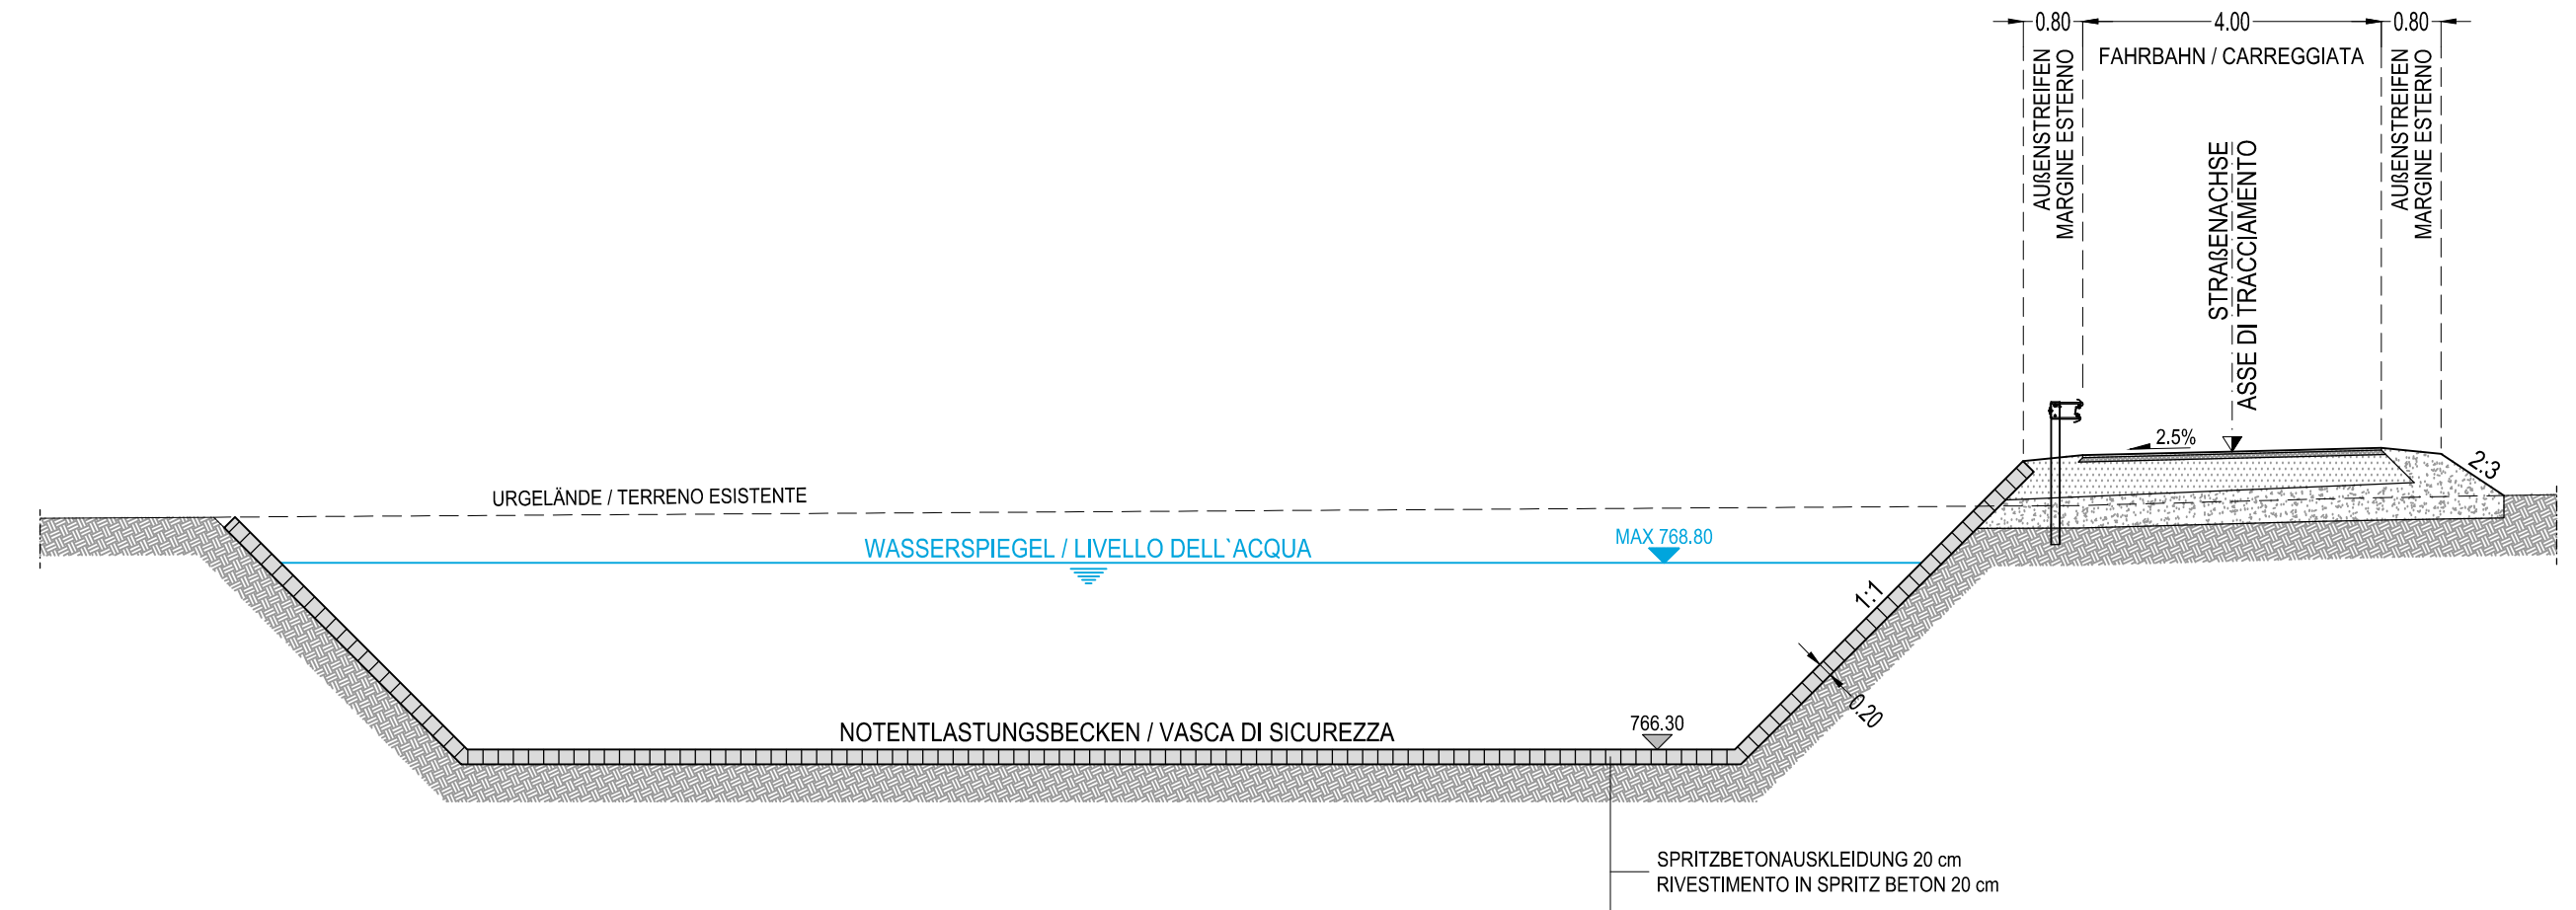 0.80 4.00 0.80
FAHRBAHN / CARREGGIATA
AUßENSTREIFEN
MARGINE ESTERNO
STRAßENACHSE
ASSE DI TRACCIAMENTO
AUßENSTREIFEN
MARGINE ESTERNO
2.5%
2:3
URGELÄNDE / TERRENO ESISTENTE
WASSERSPIEGEL / LIVELLO DELL`ACQUA
MAX 768.80
1:1
0.20
NOTENTLASTUNGSBECKEN / VASCA DI SICUREZZA
766.30
SPRITZBETONAUSKLEIDUNG 20 cm
RIVESTIMENTO IN SPRITZ BETON 20 cm